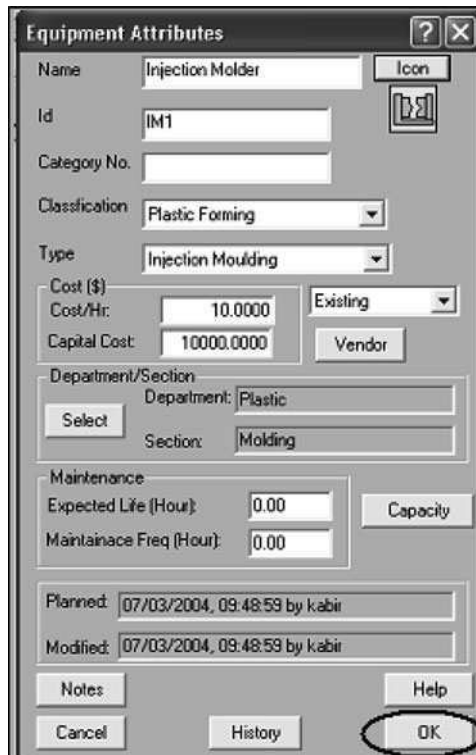 Equipment Attributes ? X
Name Injection Molder Icon
Id IM1
Category No.
Classfication Plastic Forming
Type Injection Moulding
Cost ($)
Cost/Hr: 10.0000 Existing
Capital Cost: 10000.0000 Vendor
Department/Section
Select Department: Plastic
Section: Molding
Maintenance
Expected Life (Hour): 0.00 Capacity
Maintainace Freq (Hour): 0.00
Planned: 07/03/2004, 09:48:59 by kabir
Modified: 07/03/2004, 09:48:59 by kabir
Notes Help
Cancel History OK